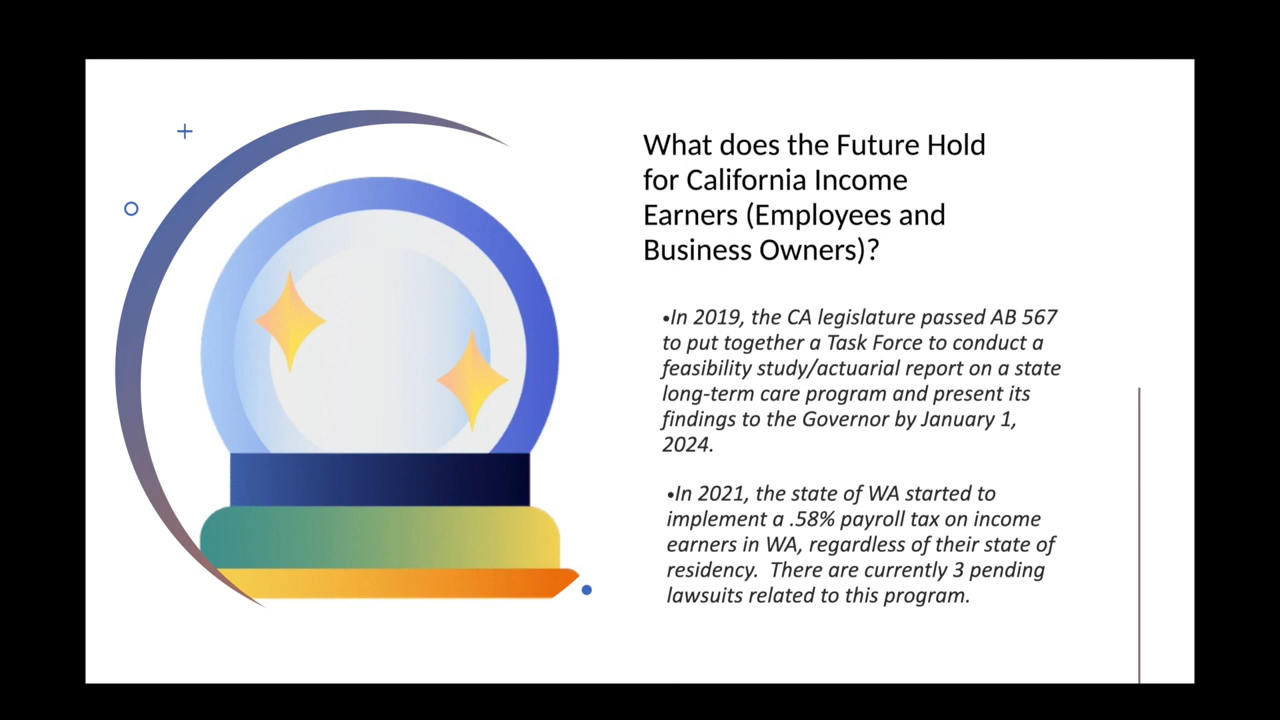 What does the Future Hold
for California Income
Earners (Employees and
Business Owners)?
•In 2019, the CA legislature passed AB 567
to put together a Task Force to conduct a
feasibility study/actuarial report on a state
long-term care program and present its
findings to the Governor by January 1,
2024.
•In 2021, the state of WA started to
implement a .58% payroll tax on income
earners in WA, regardless of their state of
residency.  There are currently 3 pending
lawsuits related to this program.